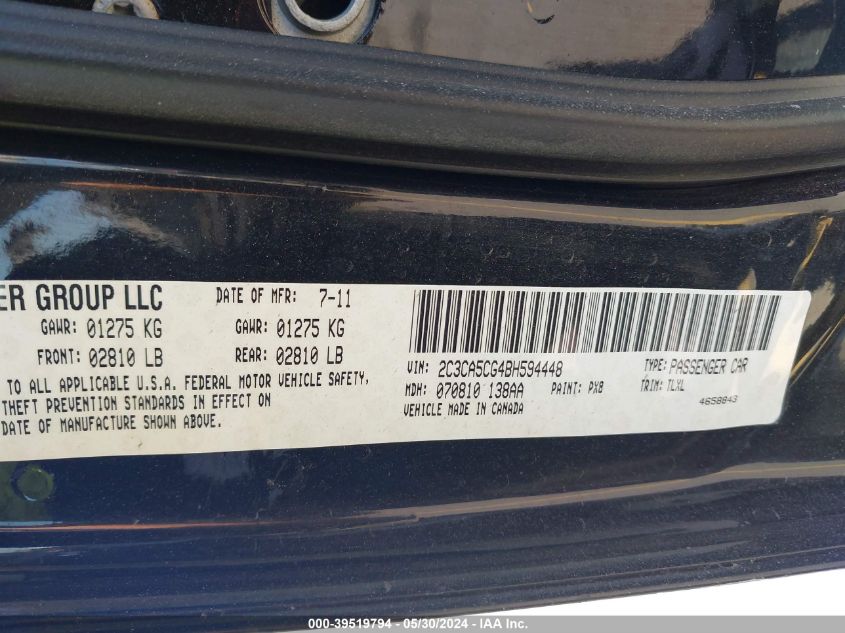 ER GROUP LLC
DATE OF MFR: 7-11
GAWR: 01275 KG
GAWR: 01275 KG
FRONT: 02810 LB
REAR: 02810 LB
TO ALL APPLICABLE U.S.A. FEDERAL MOTOR VEHICLE SAFETY,
THEFT PREVENTION STANDARDS IN EFFECT ON
DATE OF MANUFACTURE SHOWN ABOVE.
VIN: 2C3CA5CG4BH594448
TYPE: PASSENGER CAR
MDH: 070810 138AA
PAINT: PX8
TRIM: TLXL
VEHICLE MADE IN CANADA
4658843
000-39519794 - 05/30/2024 - IAA Inc.